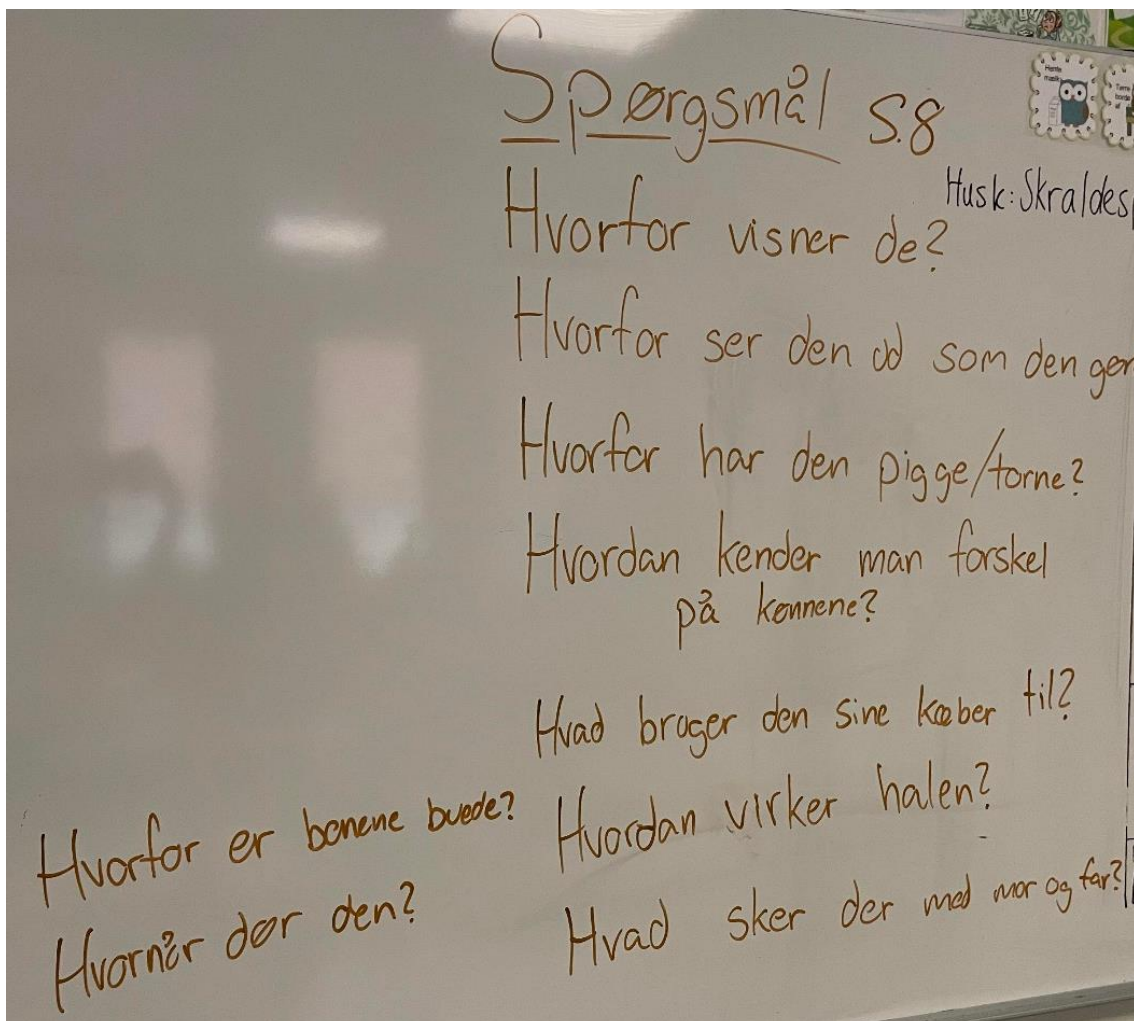 Spørgsmål S.8
Husk: Skraldes
Hvorfor visner de?
Hvorfor ser den ud som den gør
Hvorfor har den pigge/torne?
Hvordan kender man forskel
på kønnene?
Hvad bruger den sine kæber til?
Hvordan virker halen?
Hvad sker der med mor og far?
Hvorfor er benene buede?
Hvornår dør den?